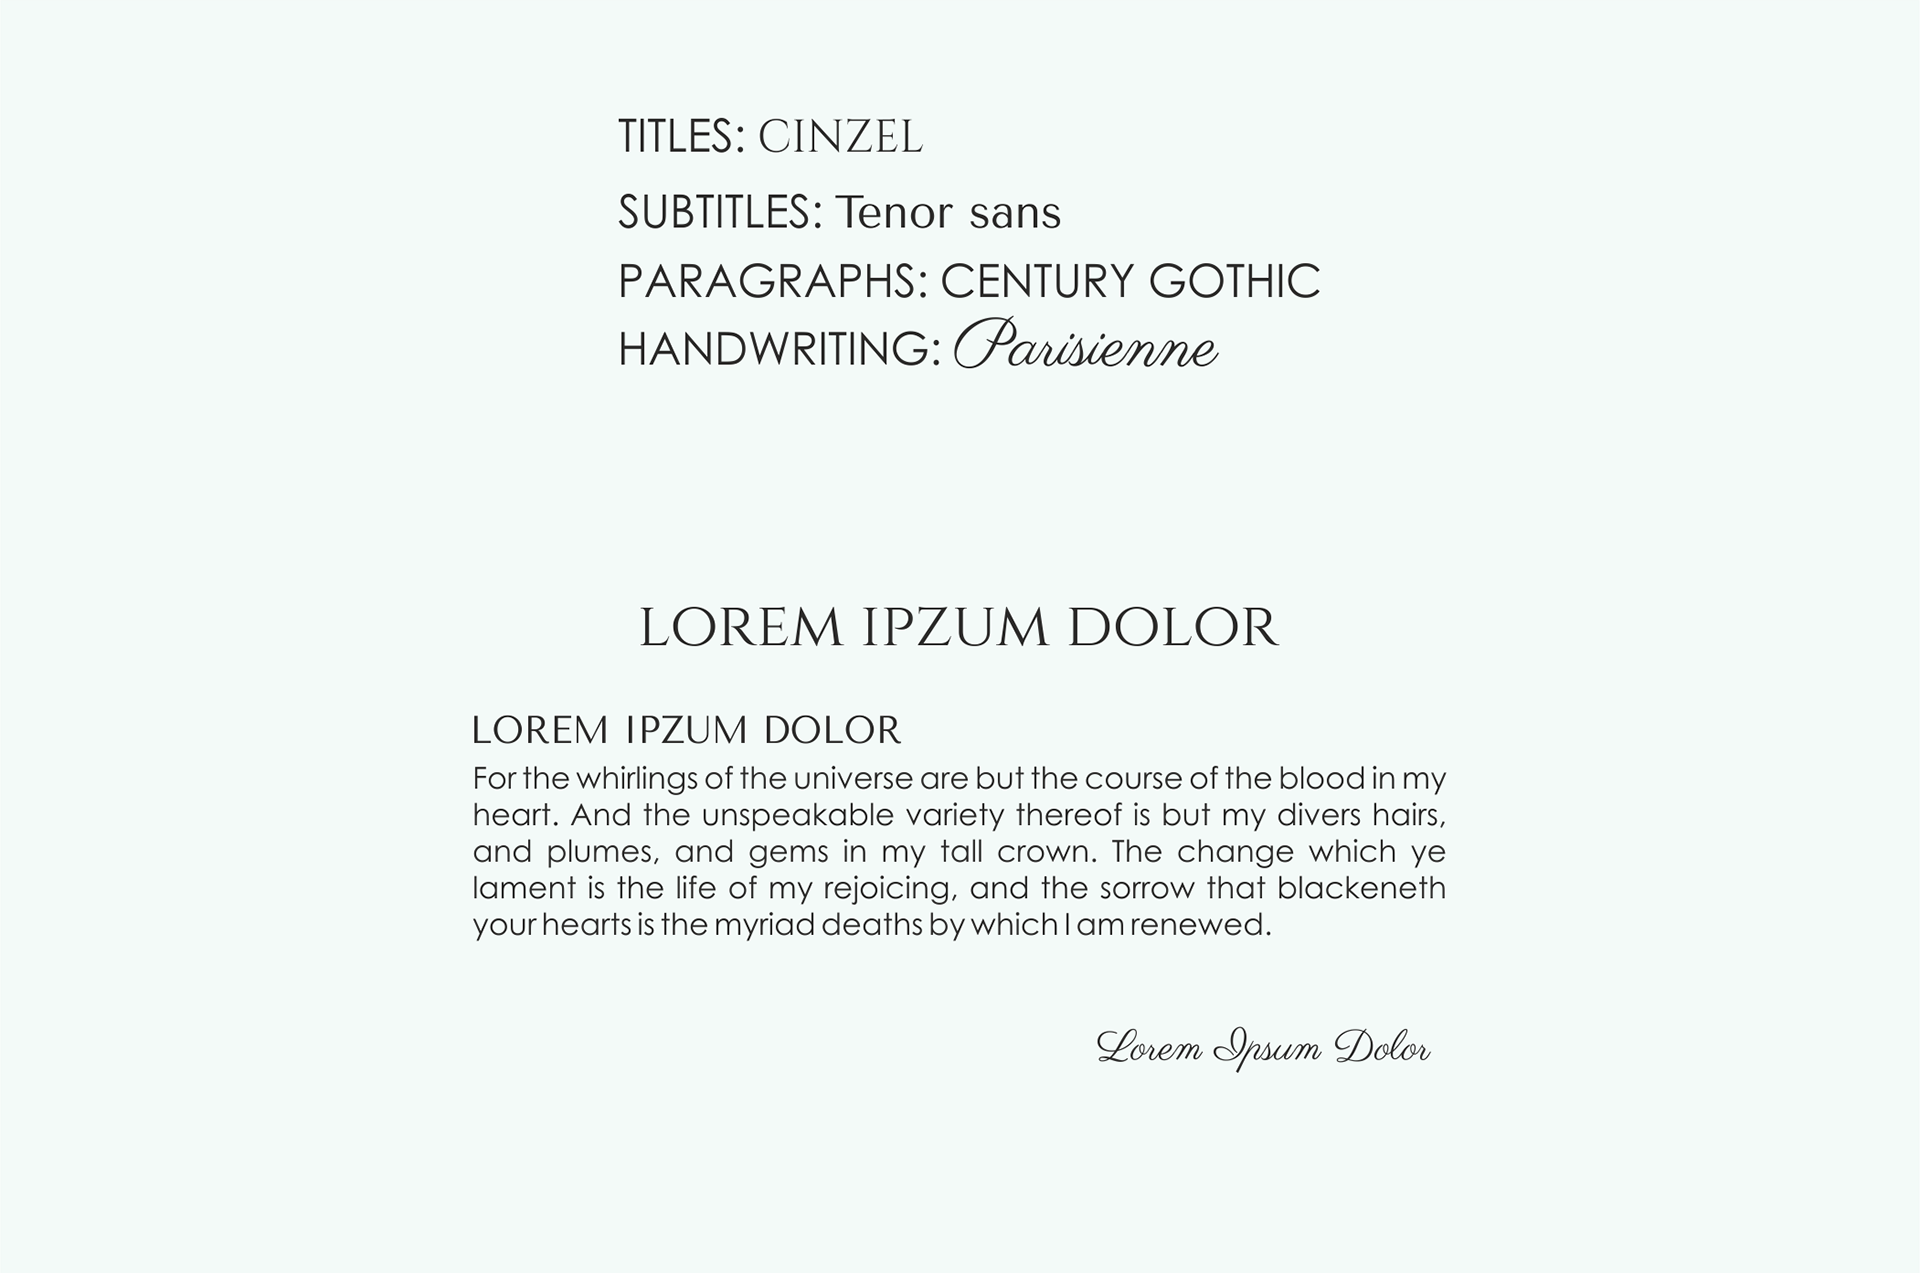 TITLES: CINZEL
SUBTITLES: Tenor sans
PARAGRAPHS: CENTURY GOTHIC
HANDWRITING: Parisienne
LOREM IPZUM DOLOR
LOREM IPZUM DOLOR
For the whirlings of the universe are but the course of the blood in my
heart. And the unspeakable variety thereof is but my divers hairs,
and plumes, and gems in my tall crown. The change which ye
lament is the life of my rejoicing, and the sorrow that blackeneth
your hearts is the myriad deaths by which I am renewed.
Lorem Ipsum Dolor